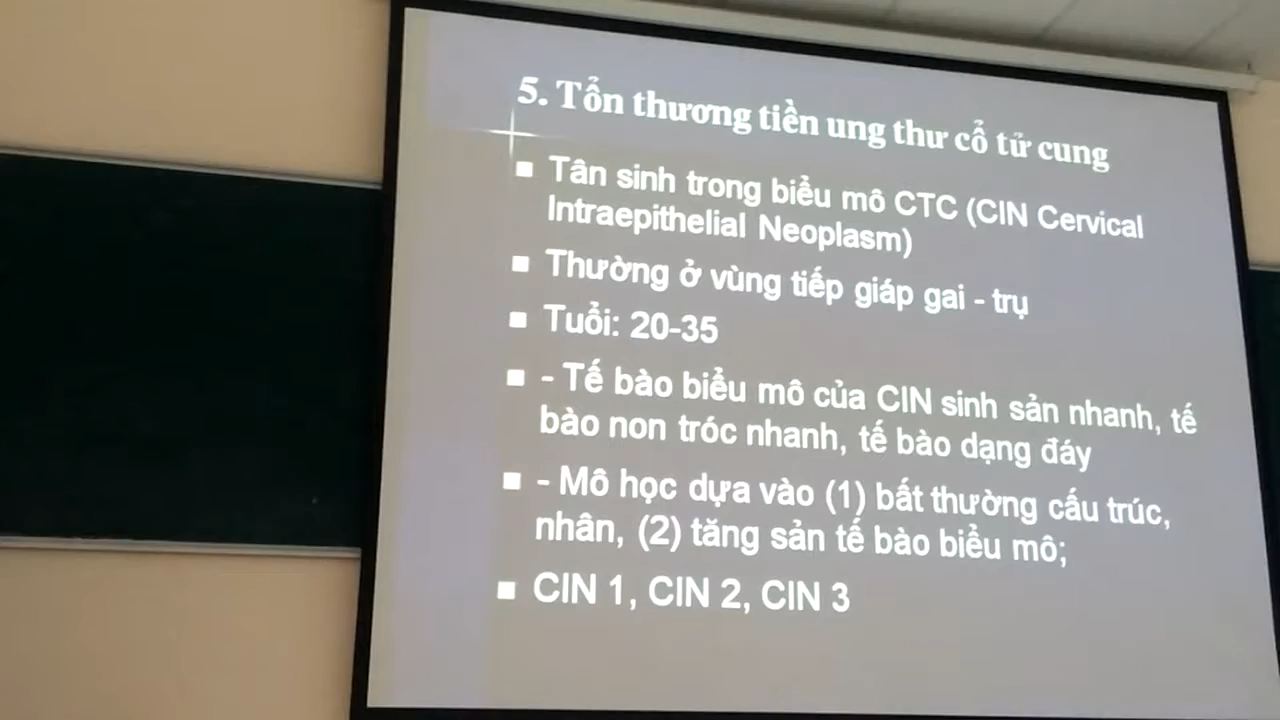 5. Tổn thương tiền ung thư cổ tử cung
▪ Tân sinh trong biểu mô CTC (CIN Cervical
Intraepithelial Neoplasm)
▪ Thường ở vùng tiếp giáp gai - trụ
▪ Tuổi: 20-35
▪ - Tế bào biểu mô của CIN sinh sản nhanh, tế
bào non tróc nhanh, tế bào dạng đáy
▪ - Mô học dựa vào (1) bất thường cấu trúc,
nhân, (2) tăng sản tế bào biểu mô;
▪ CIN 1, CIN 2, CIN 3